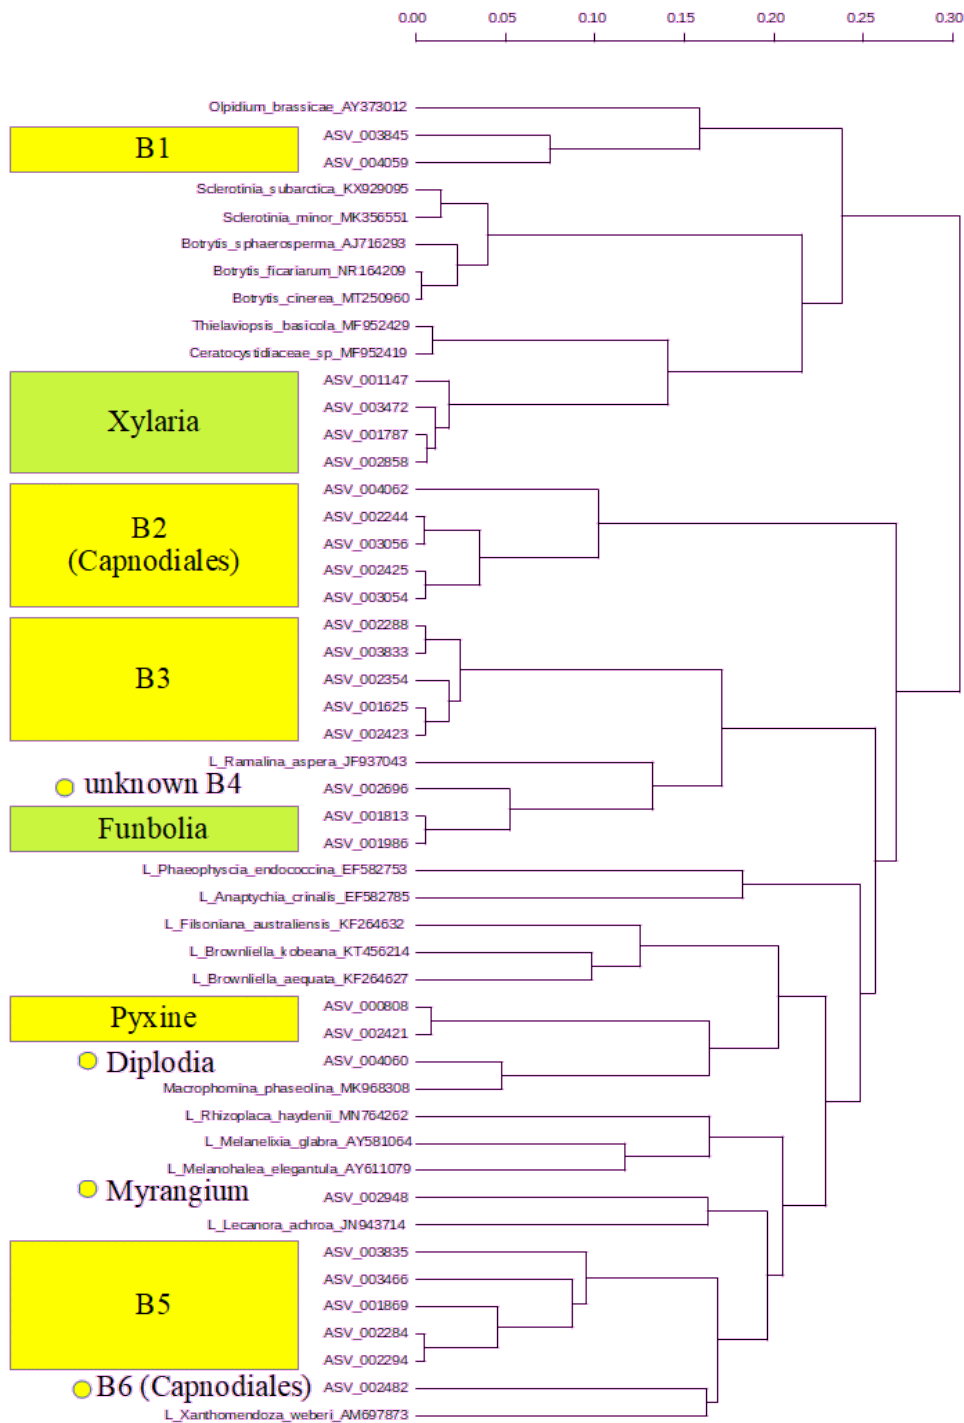 0.00 0.05 0.10 0.15 0.20 0.25 0.30
Olpidium_brassicae_AY373012
B1
ASV_003845
ASV_004059
Sclerotinia_subarctica_KX929095
Sclerotinia_minor_MK356551
Botrytis_sphaerosperma_AJ716293
Botrytis_ficariarum_NR164209
Botrytis_cinerea_MT250960
Thielaviopsis_basicola_MF952429
Ceratocystidiaceae_sp_MF952419
Xylaria
ASV_001147
ASV_003472
ASV_001787
ASV_002858
B2
(Capnodiales)
ASV_004062
ASV_002244
ASV_003056
ASV_002425
ASV_003054
B3
ASV_002288
ASV_003833
ASV_002354
ASV_001625
ASV_002423
L_Ramalina_aspera_JF937043
unknown B4
ASV_002696
Funbolia
ASV_001813
ASV_001986
L_Phaeophyscia_endococcina_EF582753
L_Anaptychia_crinalis_EF582785
L_Filsoniana_australiensis_KF264632
L_Brownliella_kobeana_KT456214
L_Brownliella_aequata_KF264627
Pyxine
ASV_000808
ASV_002421
Diplodia
ASV_004060
Macrophomina_phaseolina_MK968308
L_Rhizoplaca_haydenii_MN764262
L_Melanelixia_glabra_AY581064
L_Melanohalea_elegantula_AY611079
Myrangium
ASV_002948
L_Lecanora_achroa_JN943714
B5
ASV_003835
ASV_003466
ASV_001869
ASV_002284
ASV_002294
B6 (Capnodiales)
ASV_002482
L_Xanthomendoza_weberi_AM697873